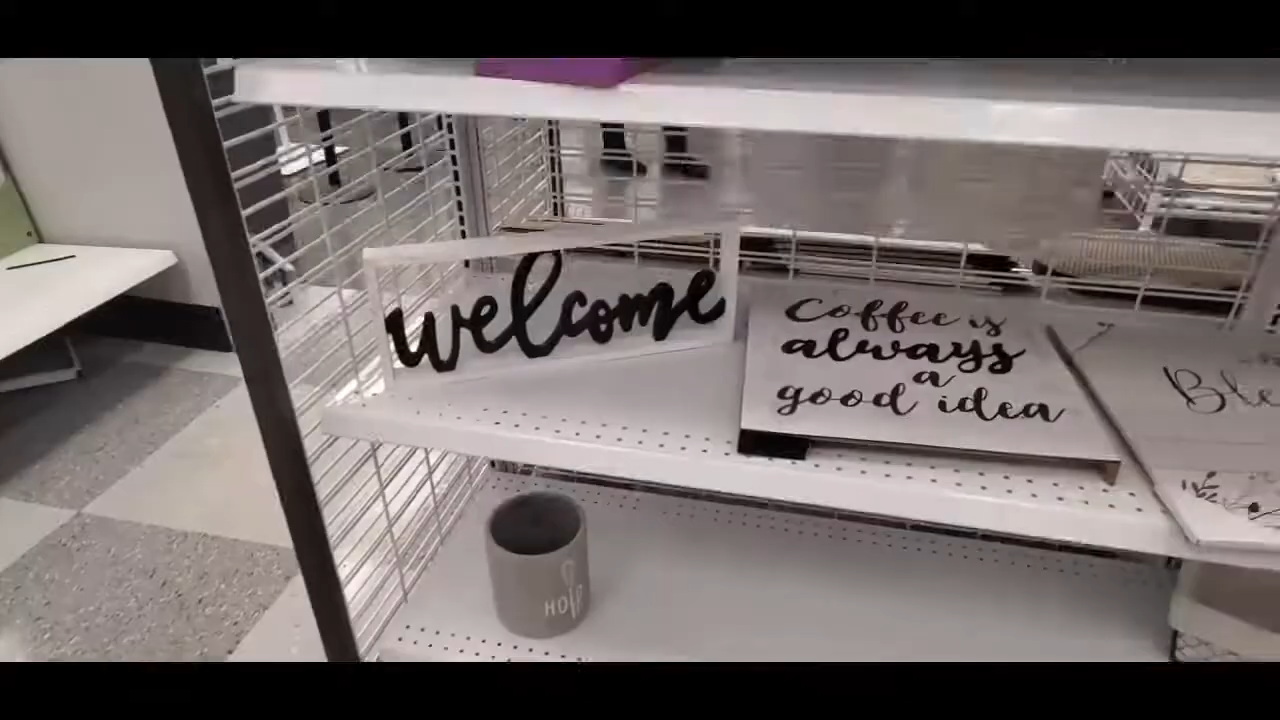 welcome
Coffee is
always
a
good idea